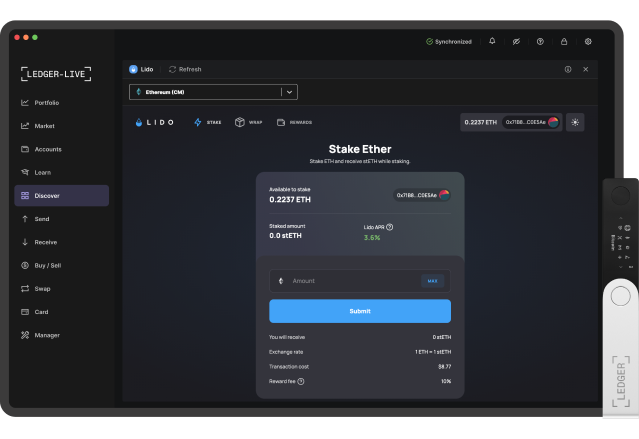 Synchronized
LEDGER-LIVE
Lido
Refresh
Ethereum (CM)
Portfolio
Market
Accounts
Learn
Discover
Send
Receive
Buy / Sell
Swap
Card
Manager
LIDO
STAKE
WRAP
REWARDS
0.2237 ETH
0x71B8...C0E5Ae
Stake Ether
Stake ETH and receive stETH while staking.
Available to stake
0.2237 ETH
0x71B8...C0E5Ae
Staked amount
0.0 stETH
Lido APR
3.6%
Amount
MAX
Submit
You will receive
0 stETH
Exchange rate
1 ETH = 1 stETH
Transaction cost
$8.77
Reward fee
10%
Bitcoin
LEDGER